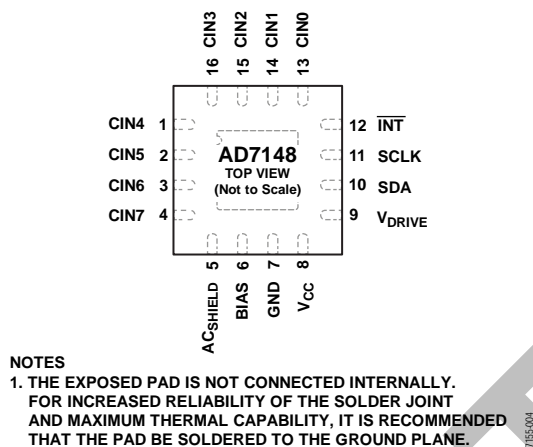 16 CIN3
15 CIN2
14 CIN1
13 CIN0
CIN4 1
CIN5 2
CIN6 3
CIN7 4
AD7148
TOP VIEW
(Not to Scale)
12 INT
11 SCLK
10 SDA
9 VDRIVE
ACSHIELD 5
BIAS 6
GND 7
VCC 8
NOTES
1. THE EXPOSED PAD IS NOT CONNECTED INTERNALLY.
FOR INCREASED RELIABILITY OF THE SOLDER JOINT
AND MAXIMUM THERMAL CAPABILITY, IT IS RECOMMENDED
THAT THE PAD BE SOLDERED TO THE GROUND PLANE.
7155-004